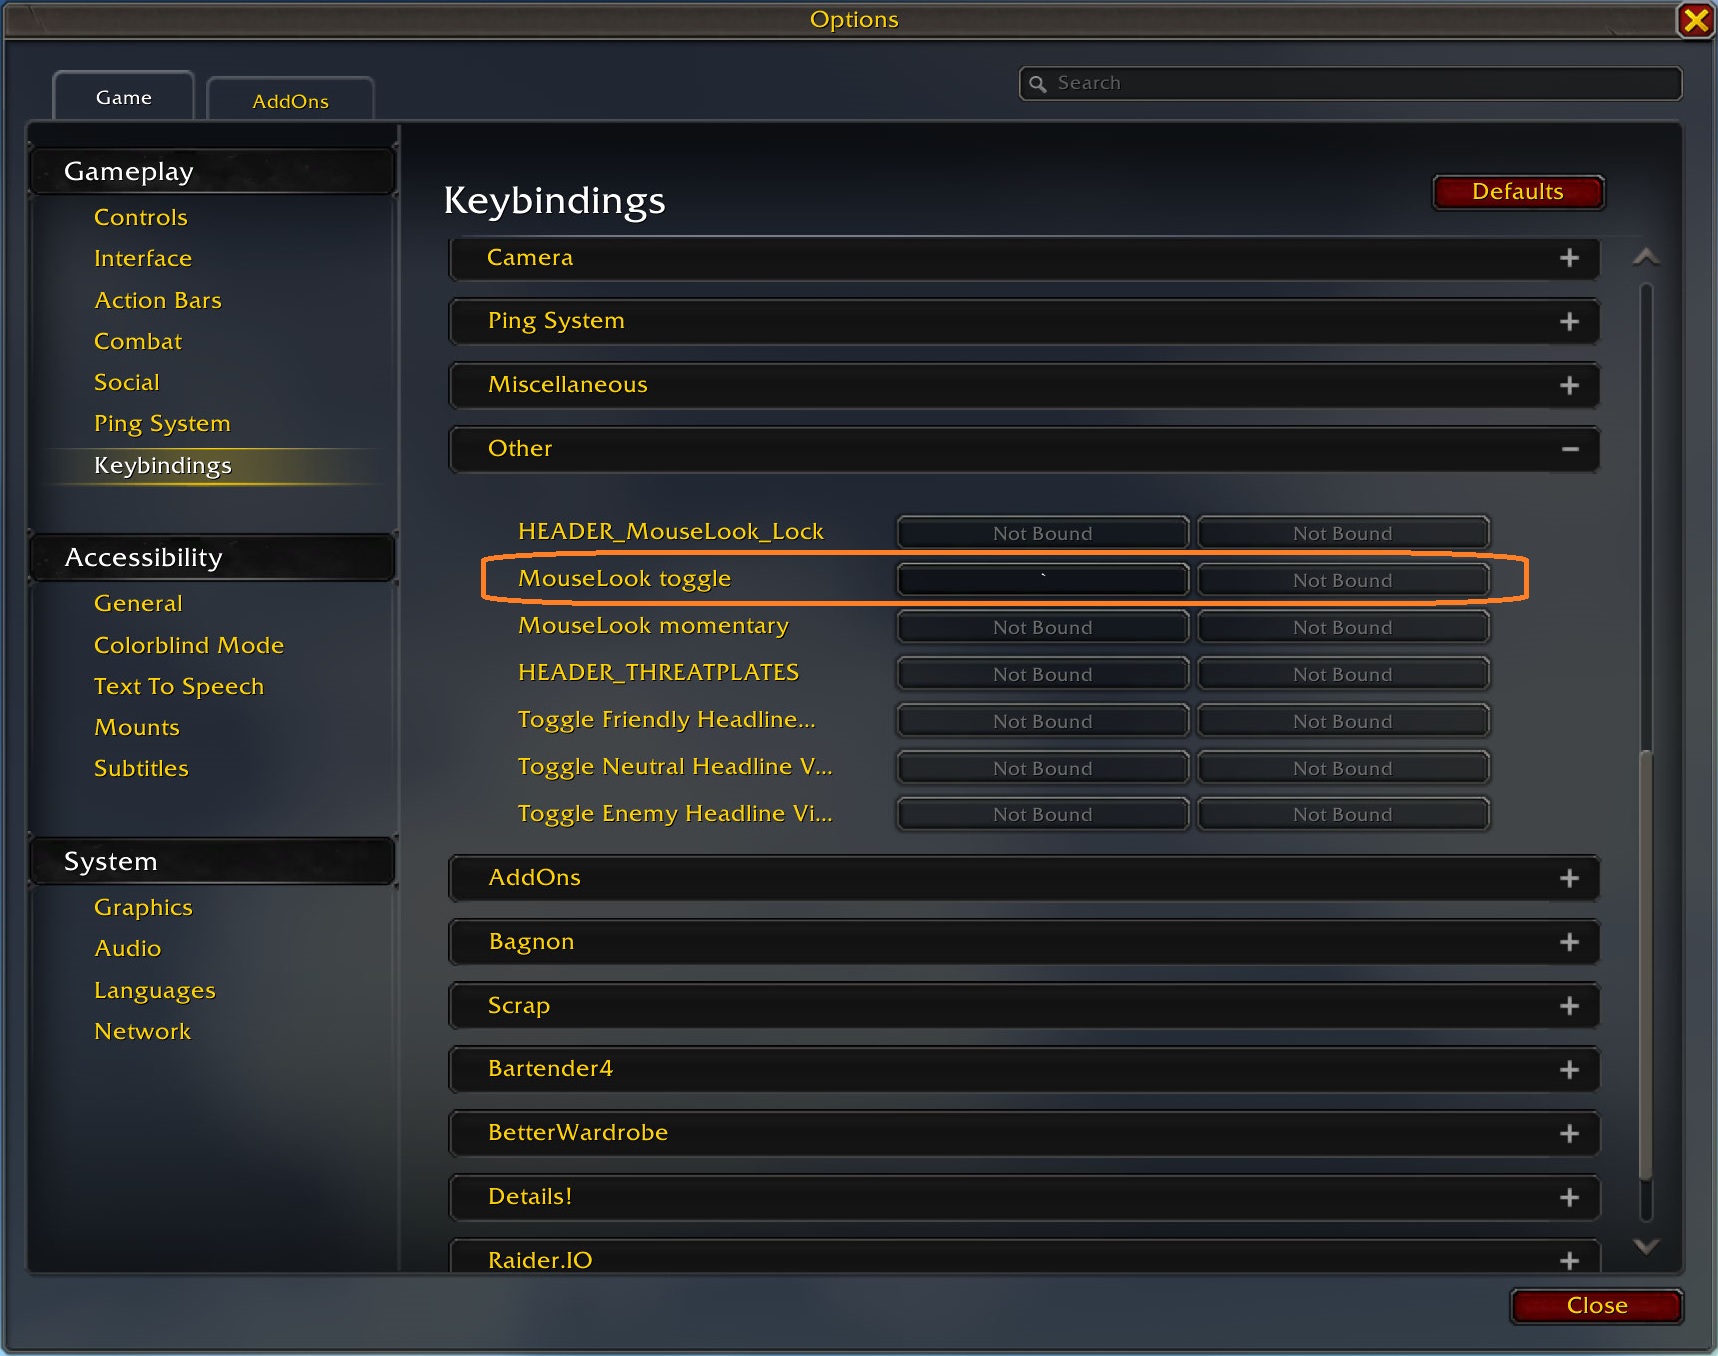 Options
Game
AddOns
Search
Gameplay
Controls
Interface
Action Bars
Combat
Social
Ping System
Keybindings
Accessibility
General
Colorblind Mode
Text To Speech
Mounts
Subtitles
System
Graphics
Audio
Languages
Network
Keybindings
Defaults
Camera +
Ping System +
Miscellaneous +
Other –
HEADER_MouseLook_Lock Not Bound Not Bound
MouseLook toggle ` Not Bound
MouseLook momentary Not Bound Not Bound
HEADER_THREATPLATES Not Bound Not Bound
Toggle Friendly Headline... Not Bound Not Bound
Toggle Neutral Headline V... Not Bound Not Bound
Toggle Enemy Headline Vi... Not Bound Not Bound
AddOns +
Bagnon +
Scrap +
Bartender4 +
BetterWardrobe +
Details! +
Raider.IO +
Close